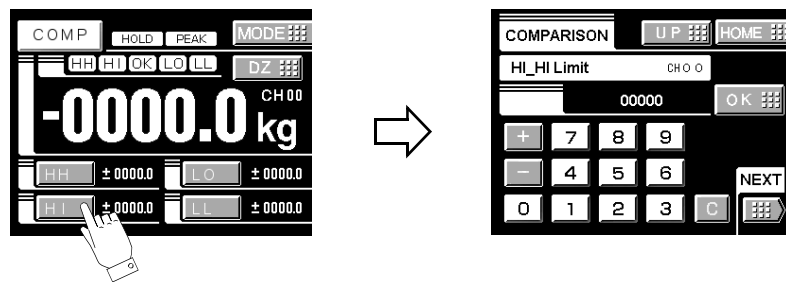 COMP HOLD PEAK MODE
HH HI OK LO LL DZ
-0000.0 CH00
kg
HH ± 0000.0 LO ± 0000.0
HI ± 0000.0 LL ± 0000.0
COMPARISON UP HOME
HI_HI Limit CH00
00000 OK
+ 7 8 9
- 4 5 6 NEXT
0 1 2 3 C